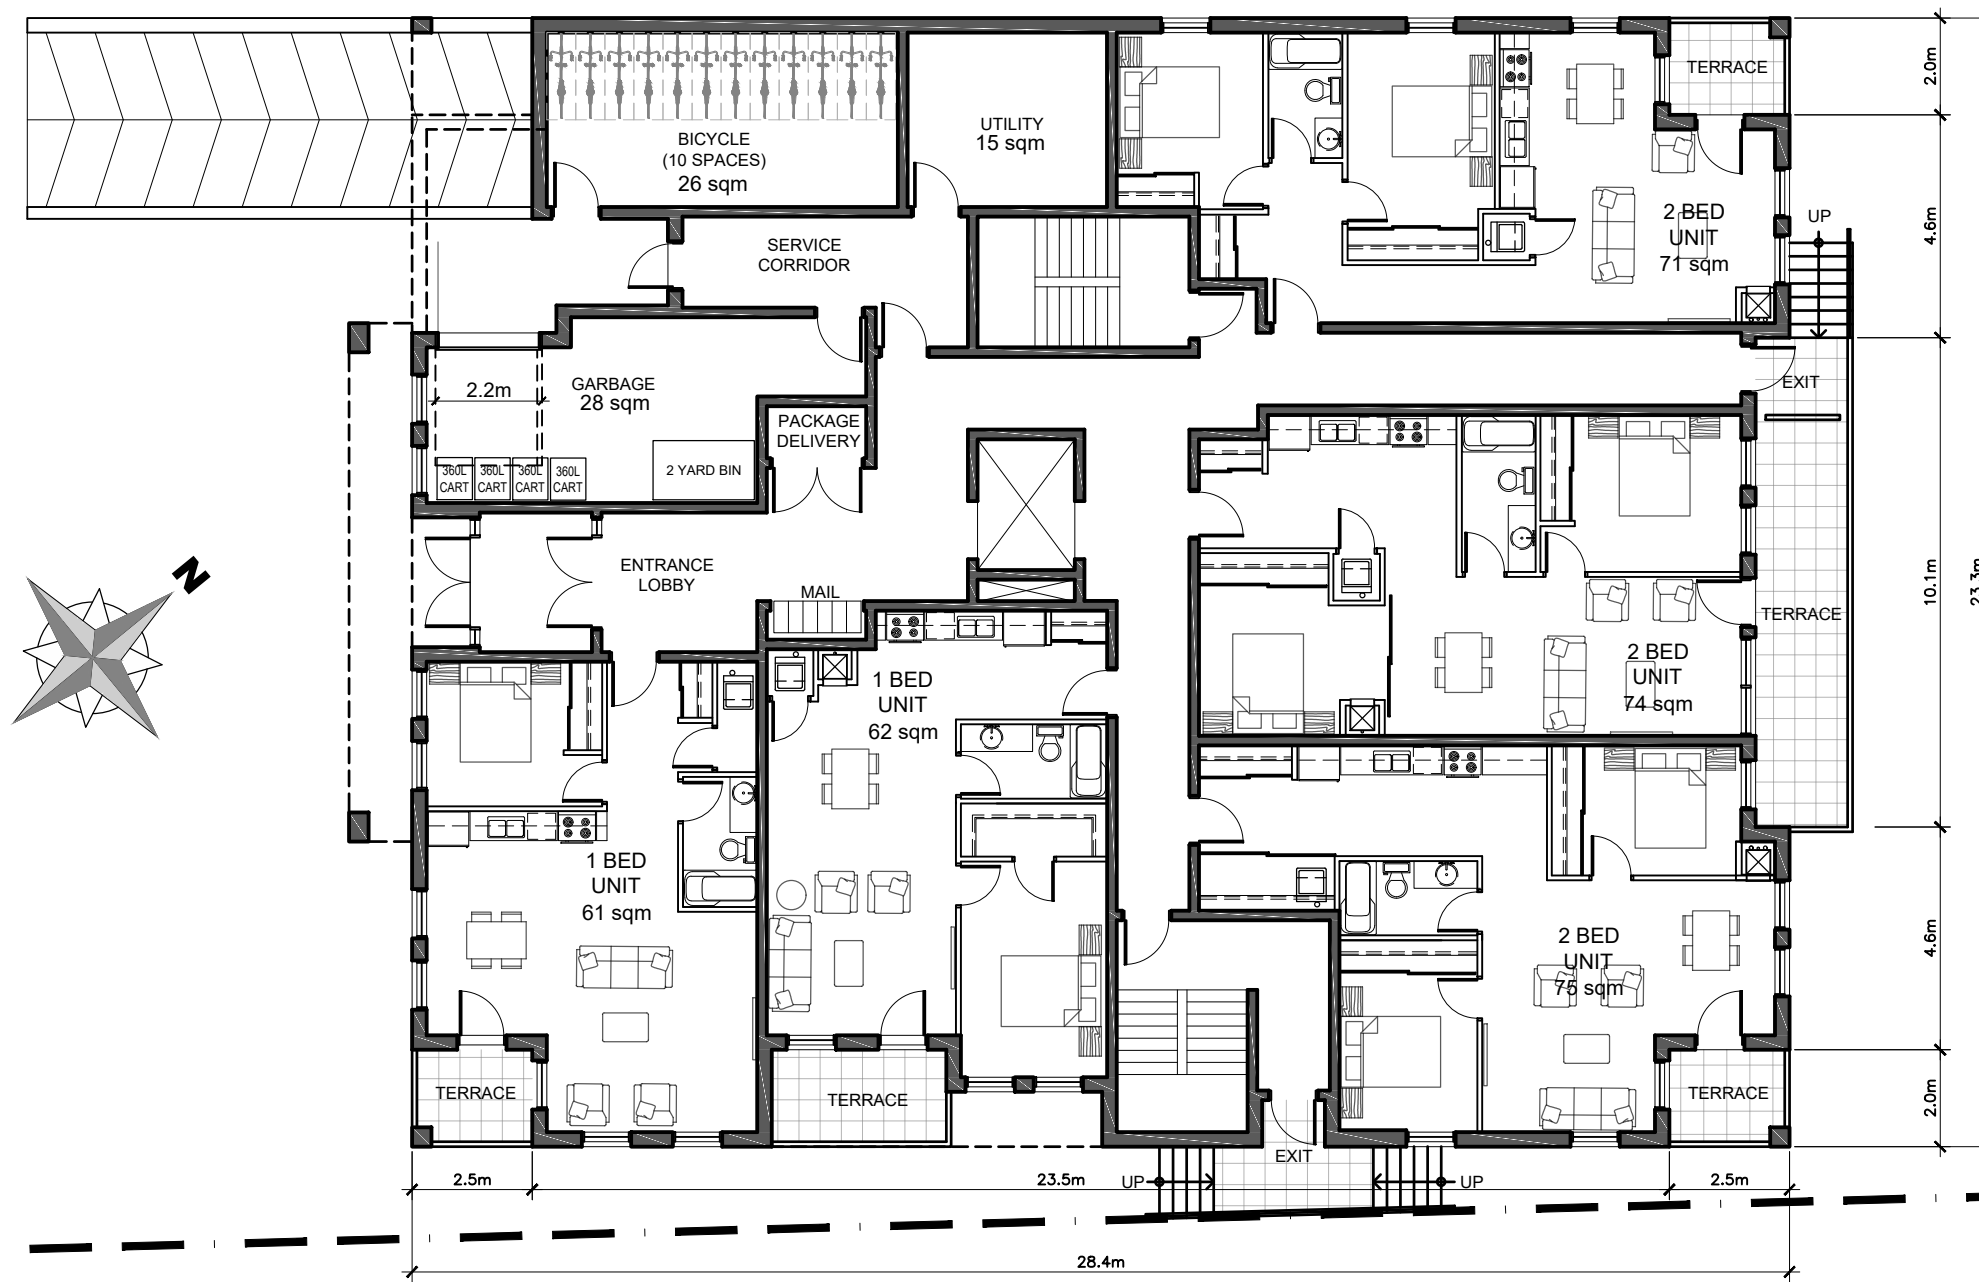 TERRACE
2.0m
BICYCLE
(10 SPACES)
26 sqm
UTILITY
15 sqm
2 BED
UNIT
71 sqm
UP
4.6m
SERVICE
CORRIDOR
2.2m
GARBAGE
28 sqm
EXIT
PACKAGE
DELIVERY
360L
CART
360L
CART
360L
CART
360L
CART
2 YARD BIN
N
ENTRANCE
LOBBY
MAIL
TERRACE
10.1m
23.3m
2 BED
UNIT
74 sqm
1 BED
UNIT
62 sqm
1 BED
UNIT
61 sqm
2 BED
UNIT
75 sqm
4.6m
TERRACE
TERRACE
TERRACE
2.0m
EXIT
2.5m
23.5m
UP
UP
2.5m
28.4m